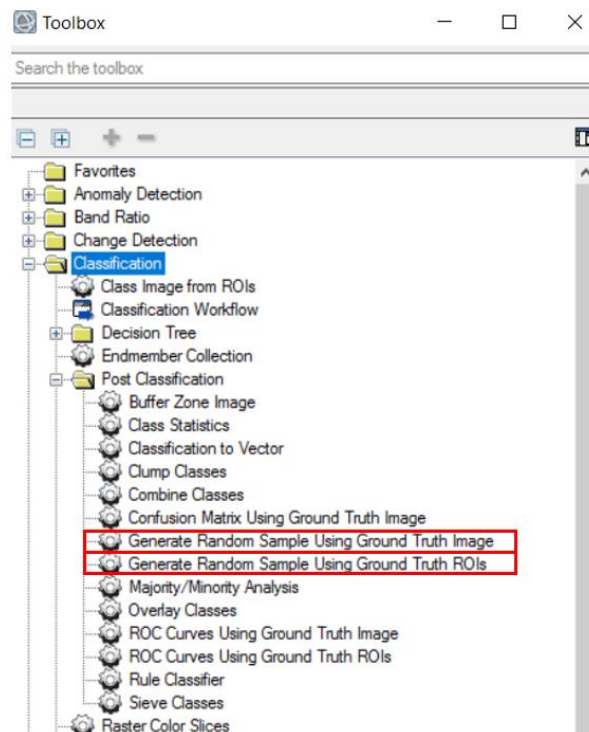 Toolbox
Search the toolbox
Favorites
Anomaly Detection
Band Ratio
Change Detection
Classification
Class Image from ROIs
Classification Workflow
Decision Tree
Endmember Collection
Post Classification
Buffer Zone Image
Class Statistics
Classification to Vector
Clump Classes
Combine Classes
Confusion Matrix Using Ground Truth Image
Generate Random Sample Using Ground Truth Image
Generate Random Sample Using Ground Truth ROIs
Majority/Minority Analysis
Overlay Classes
ROC Curves Using Ground Truth Image
ROC Curves Using Ground Truth ROIs
Rule Classifier
Sieve Classes
Raster Color Slices